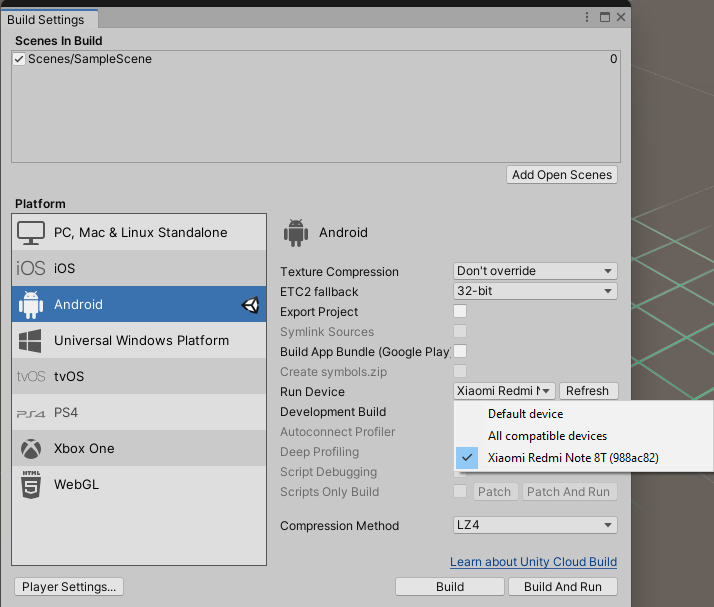 Build Settings
Scenes In Build
Scenes/SampleScene 0
Add Open Scenes
Platform
PC, Mac & Linux Standalone
iOS iOS
Android
Universal Windows Platform
tvOS tvOS
PS4 PS4
Xbox One
HTML 5 WebGL
Android
Texture Compression Don't override
ETC2 fallback 32-bit
Export Project
Symlink Sources
Build App Bundle (Google Play)
Create symbols.zip
Run Device Xiaomi Redmi N Refresh
Default device
All compatible devices
Xiaomi Redmi Note 8T (988ac82)
Development Build
Autoconnect Profiler
Deep Profiling
Script Debugging
Scripts Only Build Patch Patch And Run
Compression Method LZ4
Learn about Unity Cloud Build
Player Settings... Build Build And Run